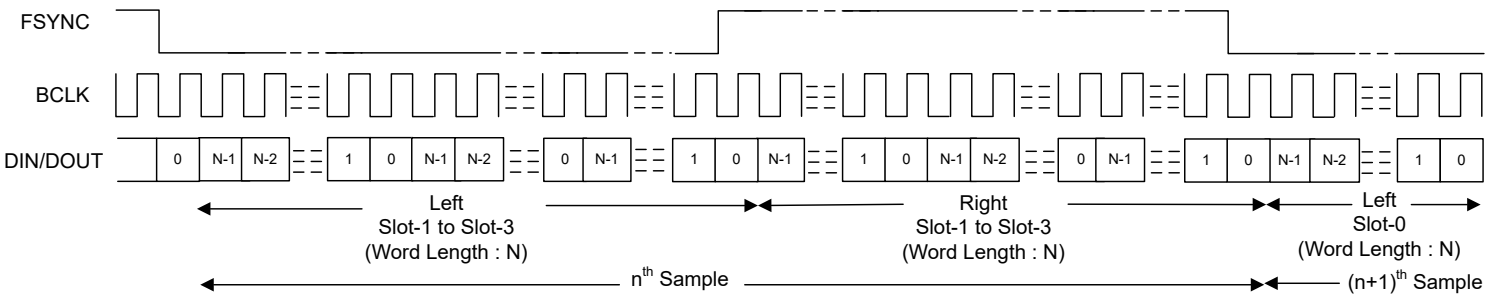 FSYNC
BCLK
DIN/DOUT
0 N-1 N-2 1 0 N-1 N-2 0 N-1 1 0 N-1 1 0 N-1 N-2 0 N-1 1 0 N-1 N-2 1 0
Left Right Left
Slot-1 to Slot-3 Slot-1 to Slot-3 Slot-0
(Word Length : N) (Word Length : N) (Word Length : N)
nth Sample (n+1)th Sample